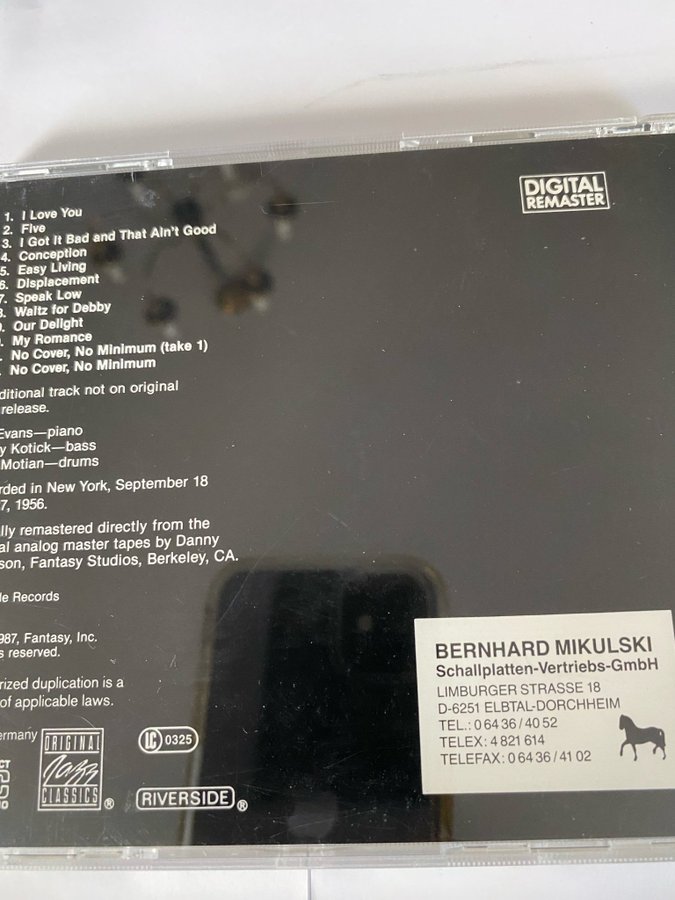 1. I Love You
2. Five
3. I Got It Bad and That Ain't Good
4. Conception
5. Easy Living
6. Displacement
7. Speak Low
8. Waltz for Debby
9. Our Delight
. My Romance
No Cover, No Minimum (take 1)
No Cover, No Minimum
ditional track not on original
release.
Evans—piano
y Kotick—bass
Motian—drums
rded in New York, September 18
7, 1956.
lly remastered directly from the
al analog master tapes by Danny
son, Fantasy Studios, Berkeley, CA.
le Records
987, Fantasy, Inc.
s reserved.
rized duplication is a
of applicable laws.
ermany
ORIGINAL
Jazz
CLASSICS ®
LC 0325
RIVERSIDE ®
DIGITAL
REMASTER
BERNHARD MIKULSKI
Schallplatten-Vertriebs-GmbH
LIMBURGER STRASSE 18
D-6251 ELBTAL-DORCHHEIM
TEL.: 0 64 36 / 40 52
TELEX: 4 821 614
TELEFAX: 0 64 36 / 41 02